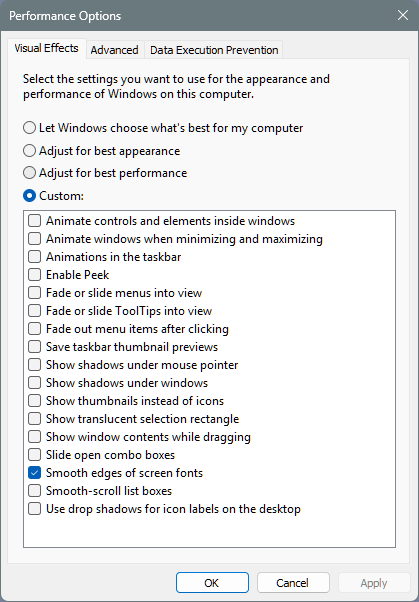 Performance Options
Visual Effects
Advanced
Data Execution Prevention
Select the settings you want to use for the appearance and
performance of Windows on this computer.
Let Windows choose what's best for my computer
Adjust for best appearance
Adjust for best performance
Custom:
Animate controls and elements inside windows
Animate windows when minimizing and maximizing
Animations in the taskbar
Enable Peek
Fade or slide menus into view
Fade or slide ToolTips into view
Fade out menu items after clicking
Save taskbar thumbnail previews
Show shadows under mouse pointer
Show shadows under windows
Show thumbnails instead of icons
Show translucent selection rectangle
Show window contents while dragging
Slide open combo boxes
Smooth edges of screen fonts
Smooth-scroll list boxes
Use drop shadows for icon labels on the desktop
OK
Cancel
Apply